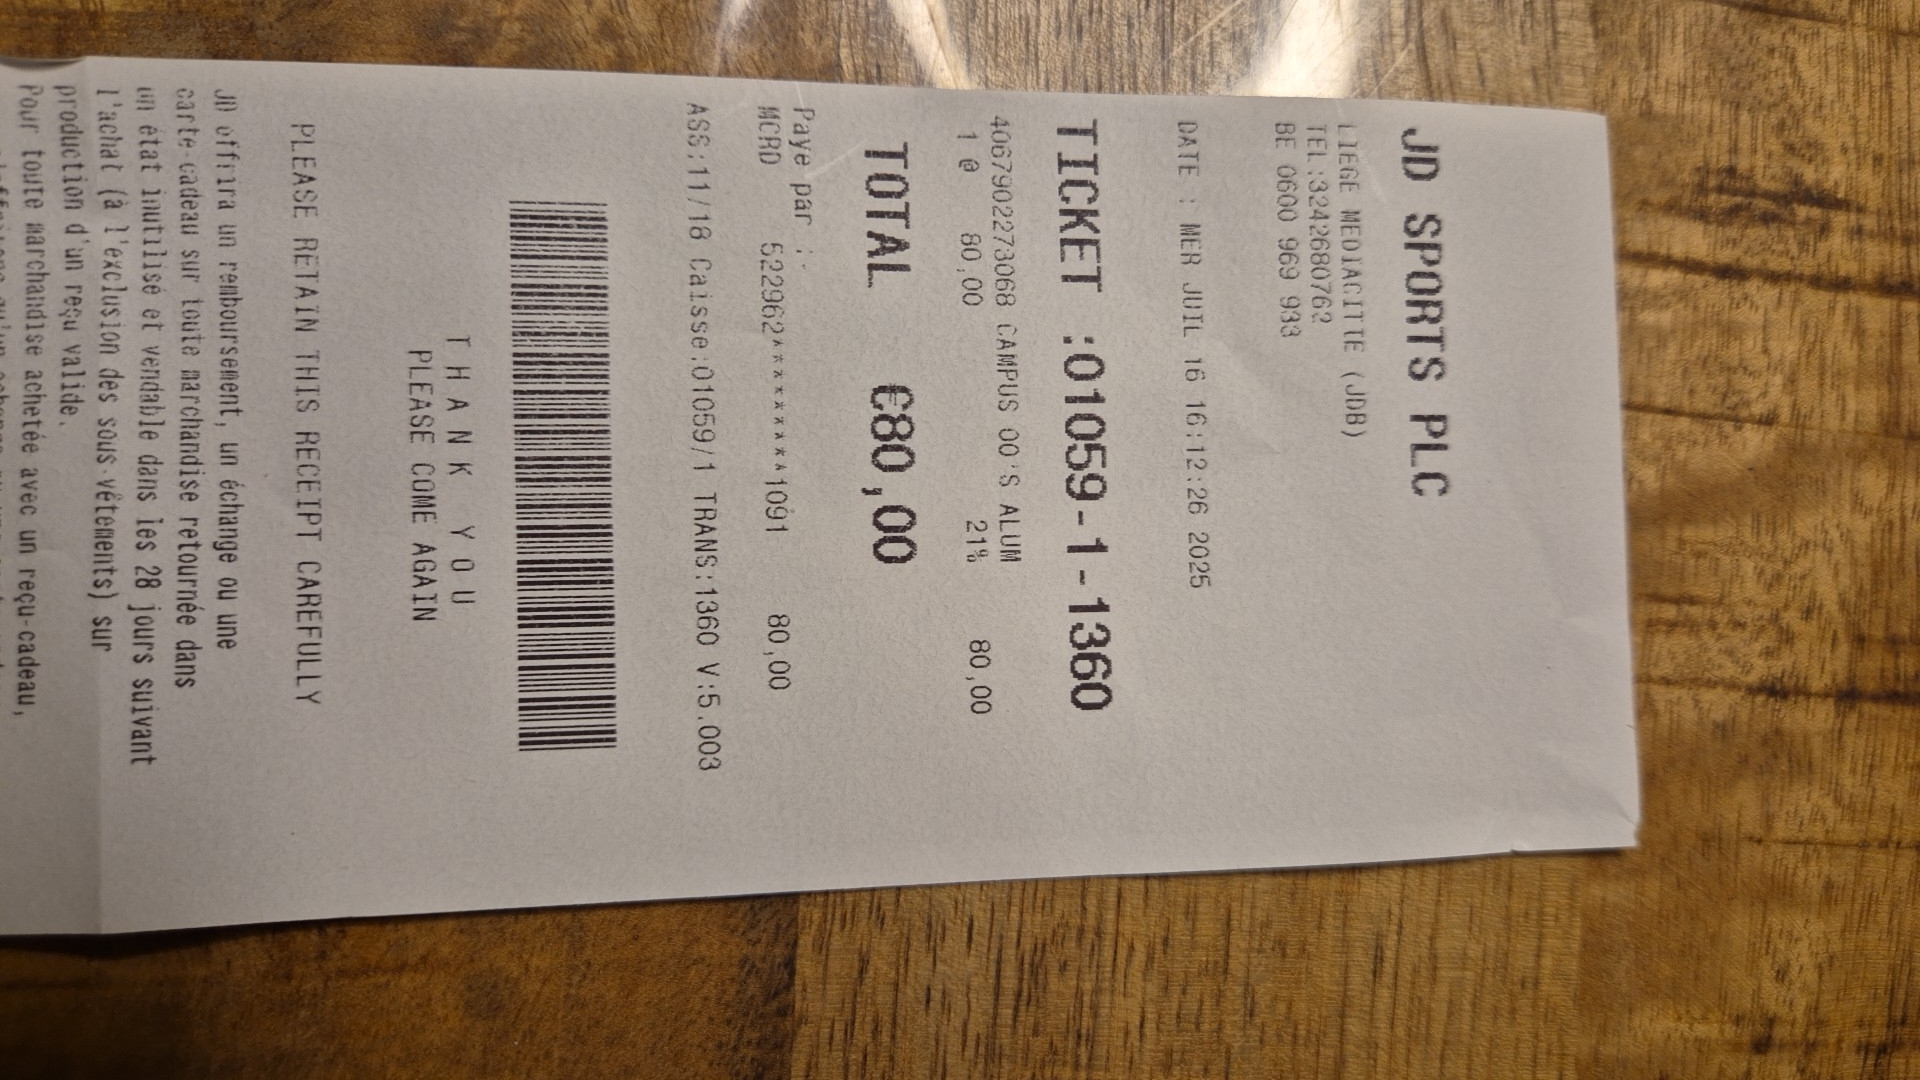 JD SPORTS PLC
LIEGE MEDIACITTE (JDB)
TEL:3242680762
BE 0600 969 933
DATE : MER JUIL 16 16:12:26 2025
TICKET :01059-1-1360
4067902273068 CAMPUS 00'S ALUM
1 @ 80,00 21% 80,00
TOTAL €80,00
Paye par :
MCRD 522962**********1091 80,00
ASS:11/18 Caisse:01059/1 TRANS:1360 V:5.003
THANK YOU
PLEASE COME AGAIN
PLEASE RETAIN THIS RECEIPT CAREFULLY
JD offrira un remboursement, un échange ou une
carte-cadeau sur toute marchandise retournée dans
un état inutilisé et vendable dans les 28 jours suivant
l'achat (à l'exclusion des sous-vêtements) sur
production d'un reçu valide.
Pour toute marchandise achetée avec un reçu-cadeau,